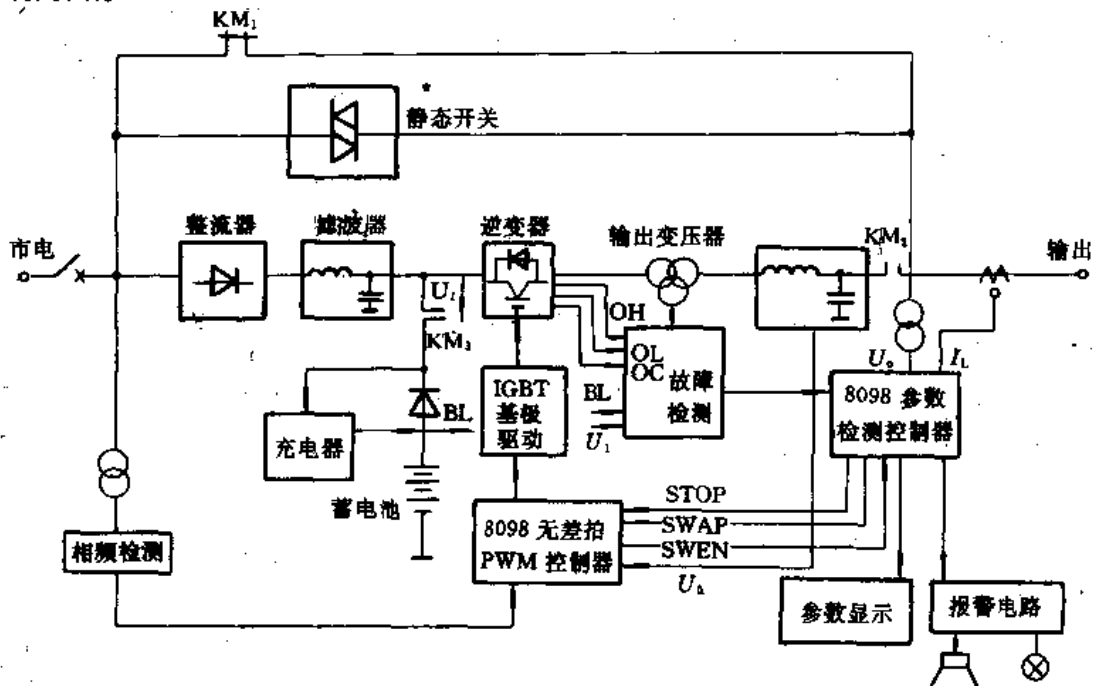 KM₁
静态开关
整流器
滤波器
逆变器
输出变压器
KM₂
市电
输出
OH
KM₃
OL
OC
故障
检测
BL
U₁
IGBT
基极
驱动
BL
充电器
蓄电池
Uₒ
I_L
8098 参数
检测控制器
STOP
SWAP
SWEN
8098 无差拍
PWM 控制器
相频检测
参数显示
报警电路